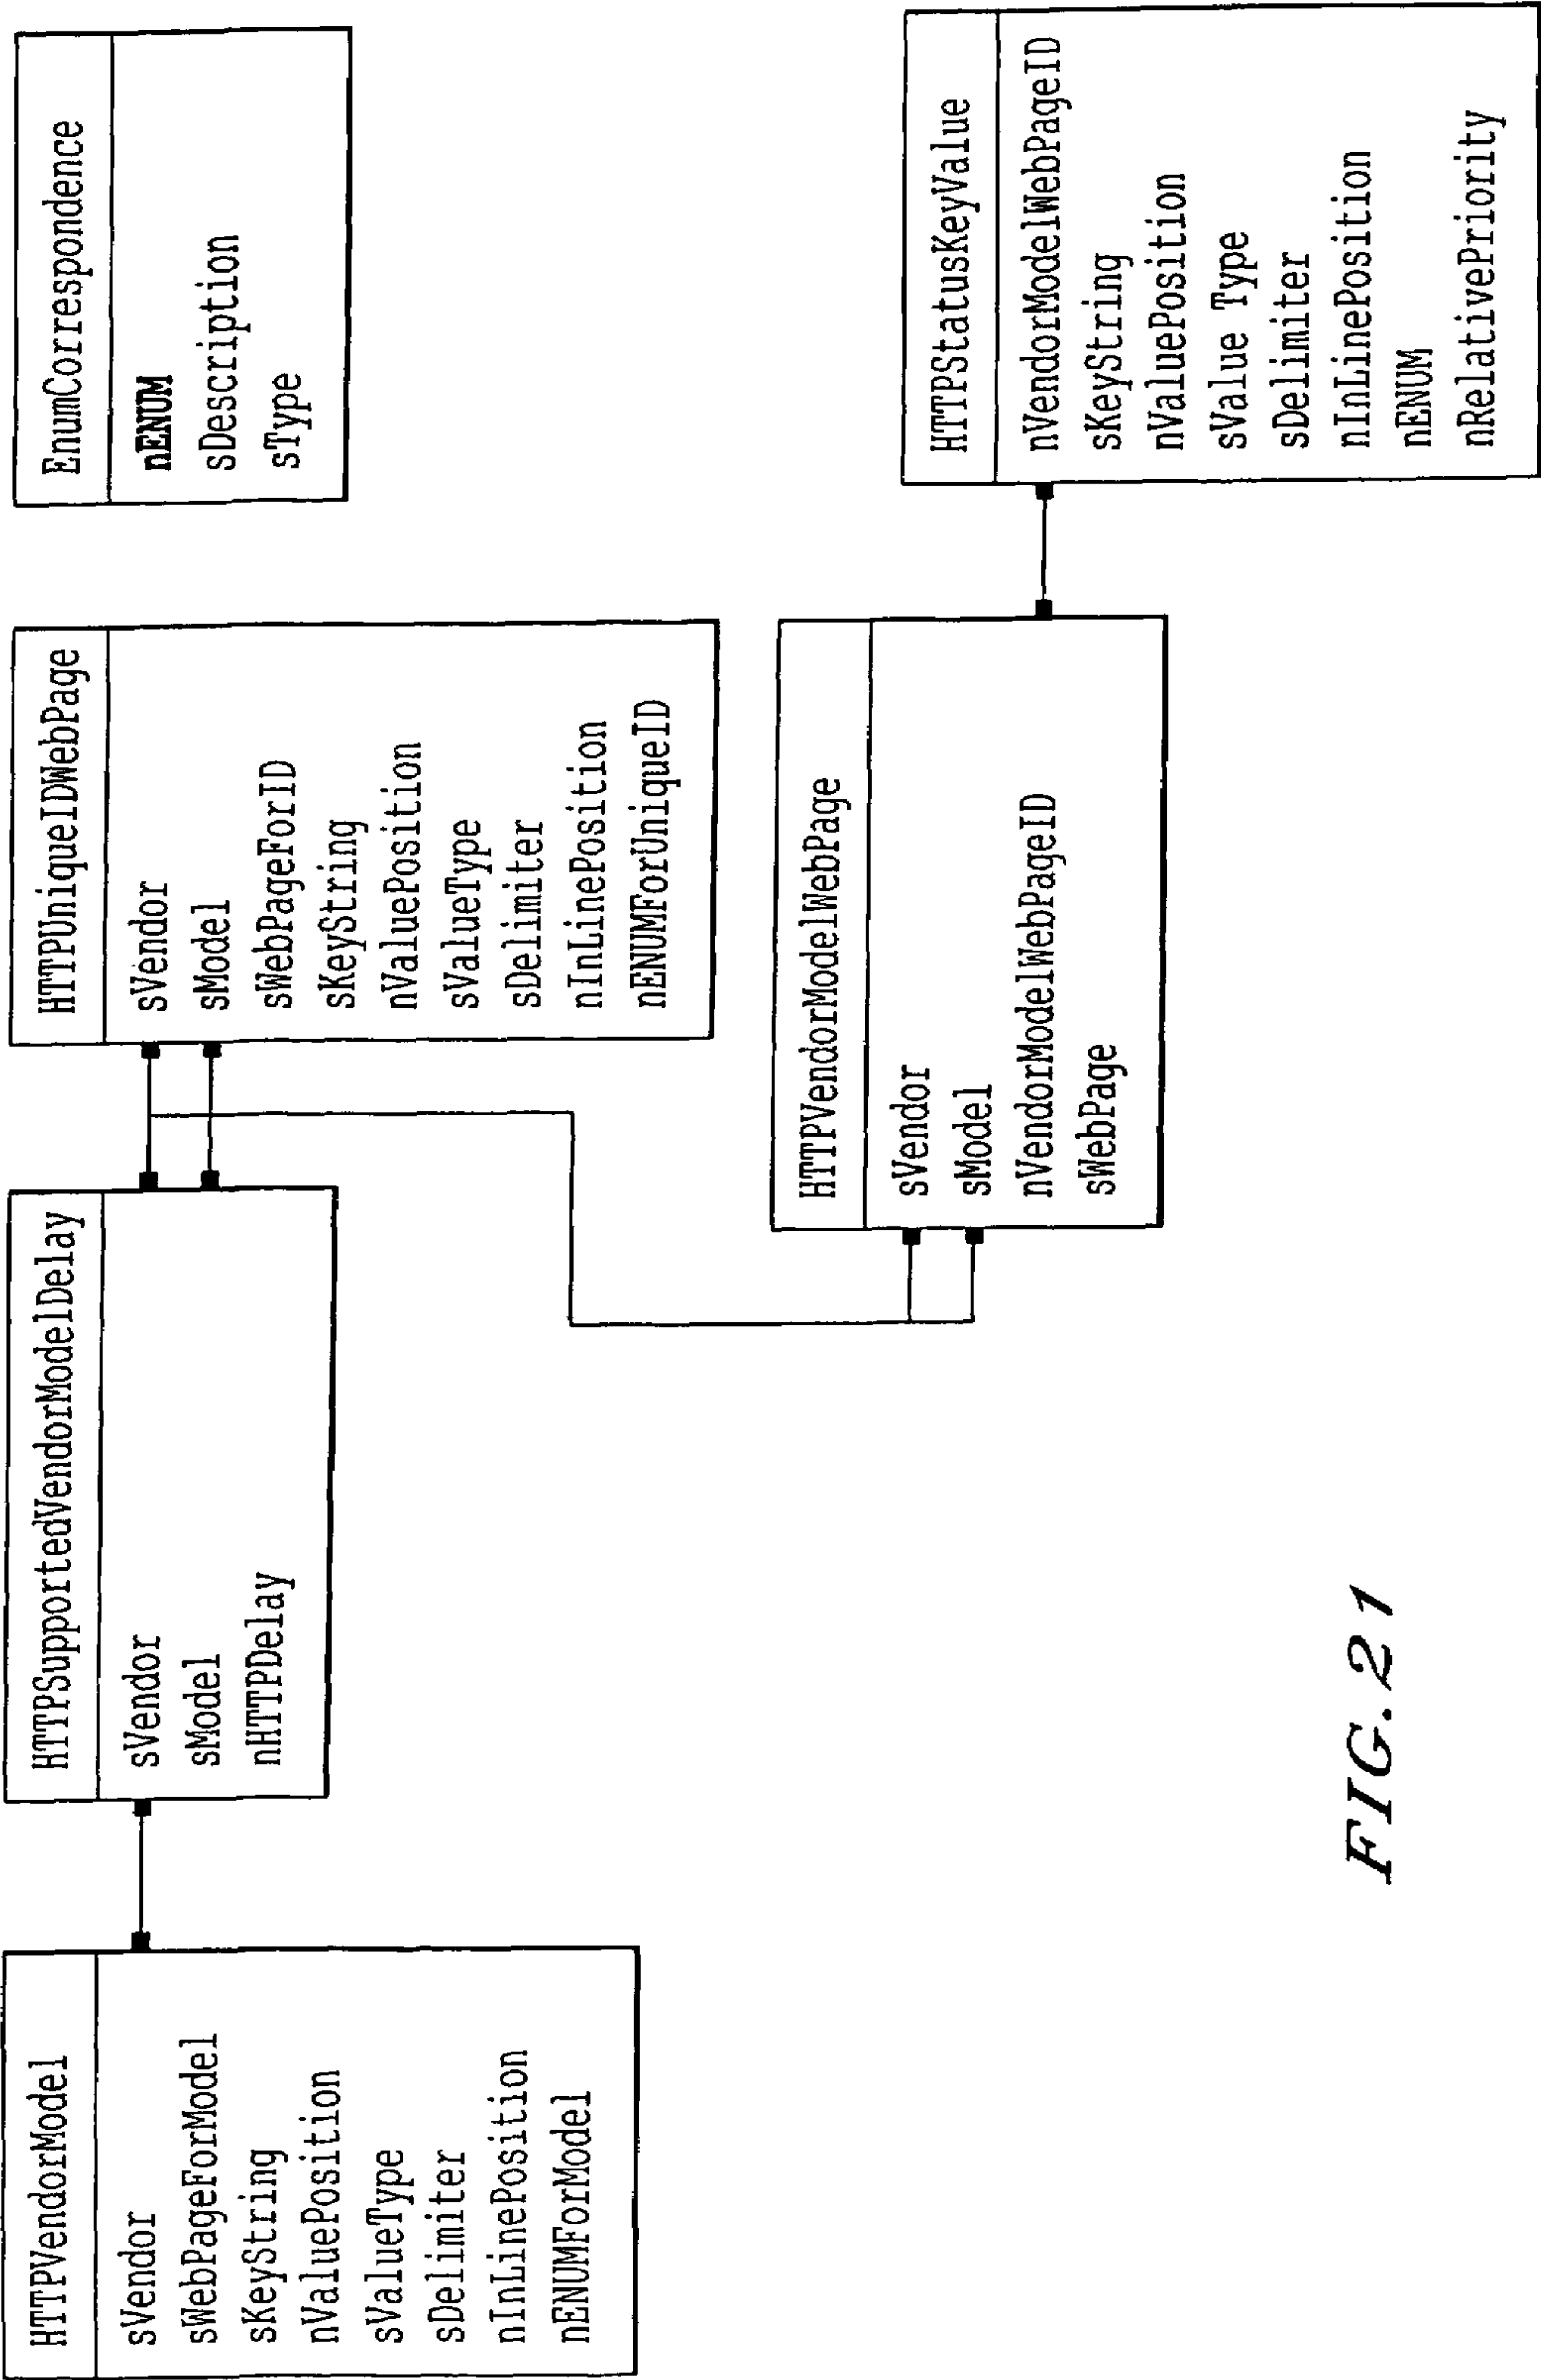 HTTPVendorModel
sVendor
sWebPageForModel
sKeyString
nValuePosition
sValueType
sDelimiter
nInLinePosition
nENUMForModel
HTTPSupportedVendorModelDelay
sVendor
sModel
nHTTPDelay
HTTPUniqueIDWebPage
sVendor
sModel
sWebPageForID
sKeyString
nValuePosition
sValueType
sDelimiter
nInLinePosition
nENUMForUniqueID
EnumCorrespondence
nENUM
sDescription
sType
HTTPVendorModelWebPage
sVendor
sModel
nVendorModelWebPageID
sWebPage
HTTPStatusKeyValue
nVendorModelWebPageID
sKeyString
nValuePosition
sValue Type
sDelimiter
nInLinePosition
nENUM
nRelativePriority
FIG. 21